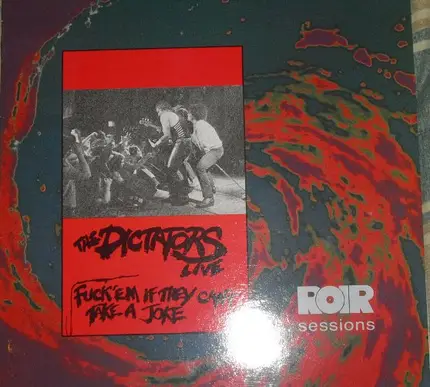 THE DICTATORS
LIVE
FUCK 'EM IF THEY CAN'T
TAKE A JOKE
ROIR
sessions